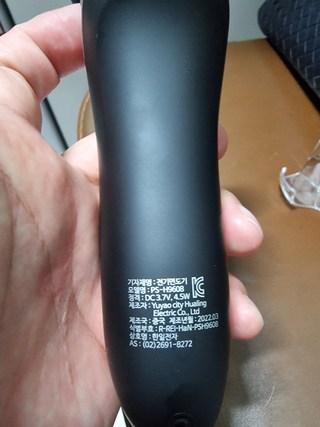 기자재명 : 전기면도기
모델명 : PS-H9608
정격 : DC 3.7V, 4.5W
제조자 : Yuyao city Hualing
Electric Co., Ltd
제조국 : 중국 제조년월 : 2022.03
식별부호 : R-REI-HaN-PSH9608
상호명 : 한일전자
AS : (02)2691-8272